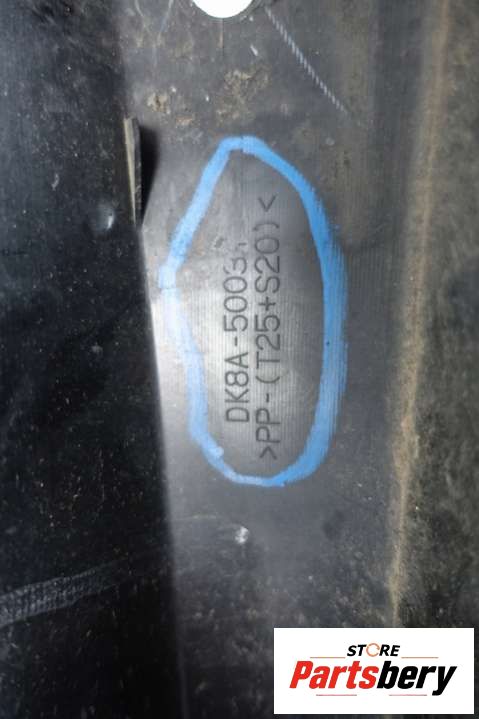 DK8A-5003
>PP-(T25+S20)<
STORE
Partsbery